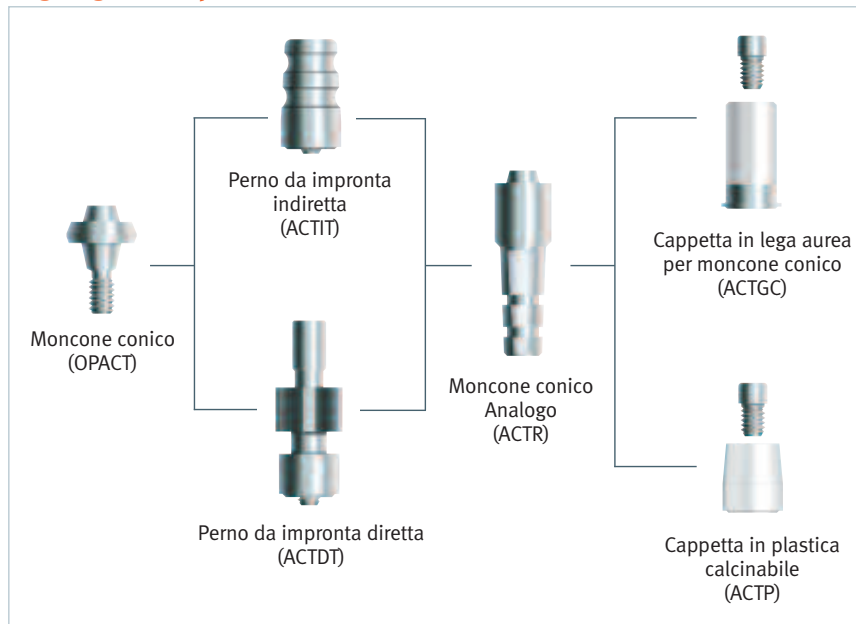 Perno da impronta
indiretta
(ACTIT)
Moncone conico
(OPACT)
Perno da impronta diretta
(ACTDT)
Moncone conico
Analogo
(ACTR)
Cappetta in lega aurea
per moncone conico
(ACTGC)
Cappetta in plastica
calcinabile
(ACTP)